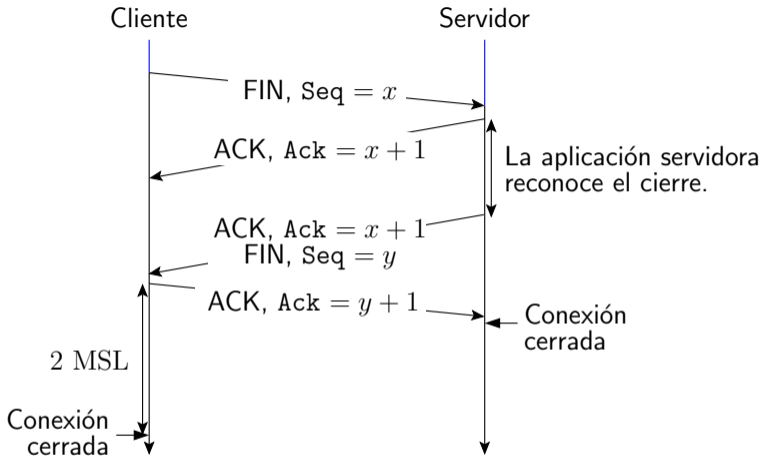 Cliente
Servidor
FIN, Seq = x
ACK, Ack = x + 1
La aplicación servidora
reconoce el cierre.
ACK, Ack = x + 1
FIN, Seq = y
ACK, Ack = y + 1
Conexión
cerrada
2 MSL
Conexión
cerrada